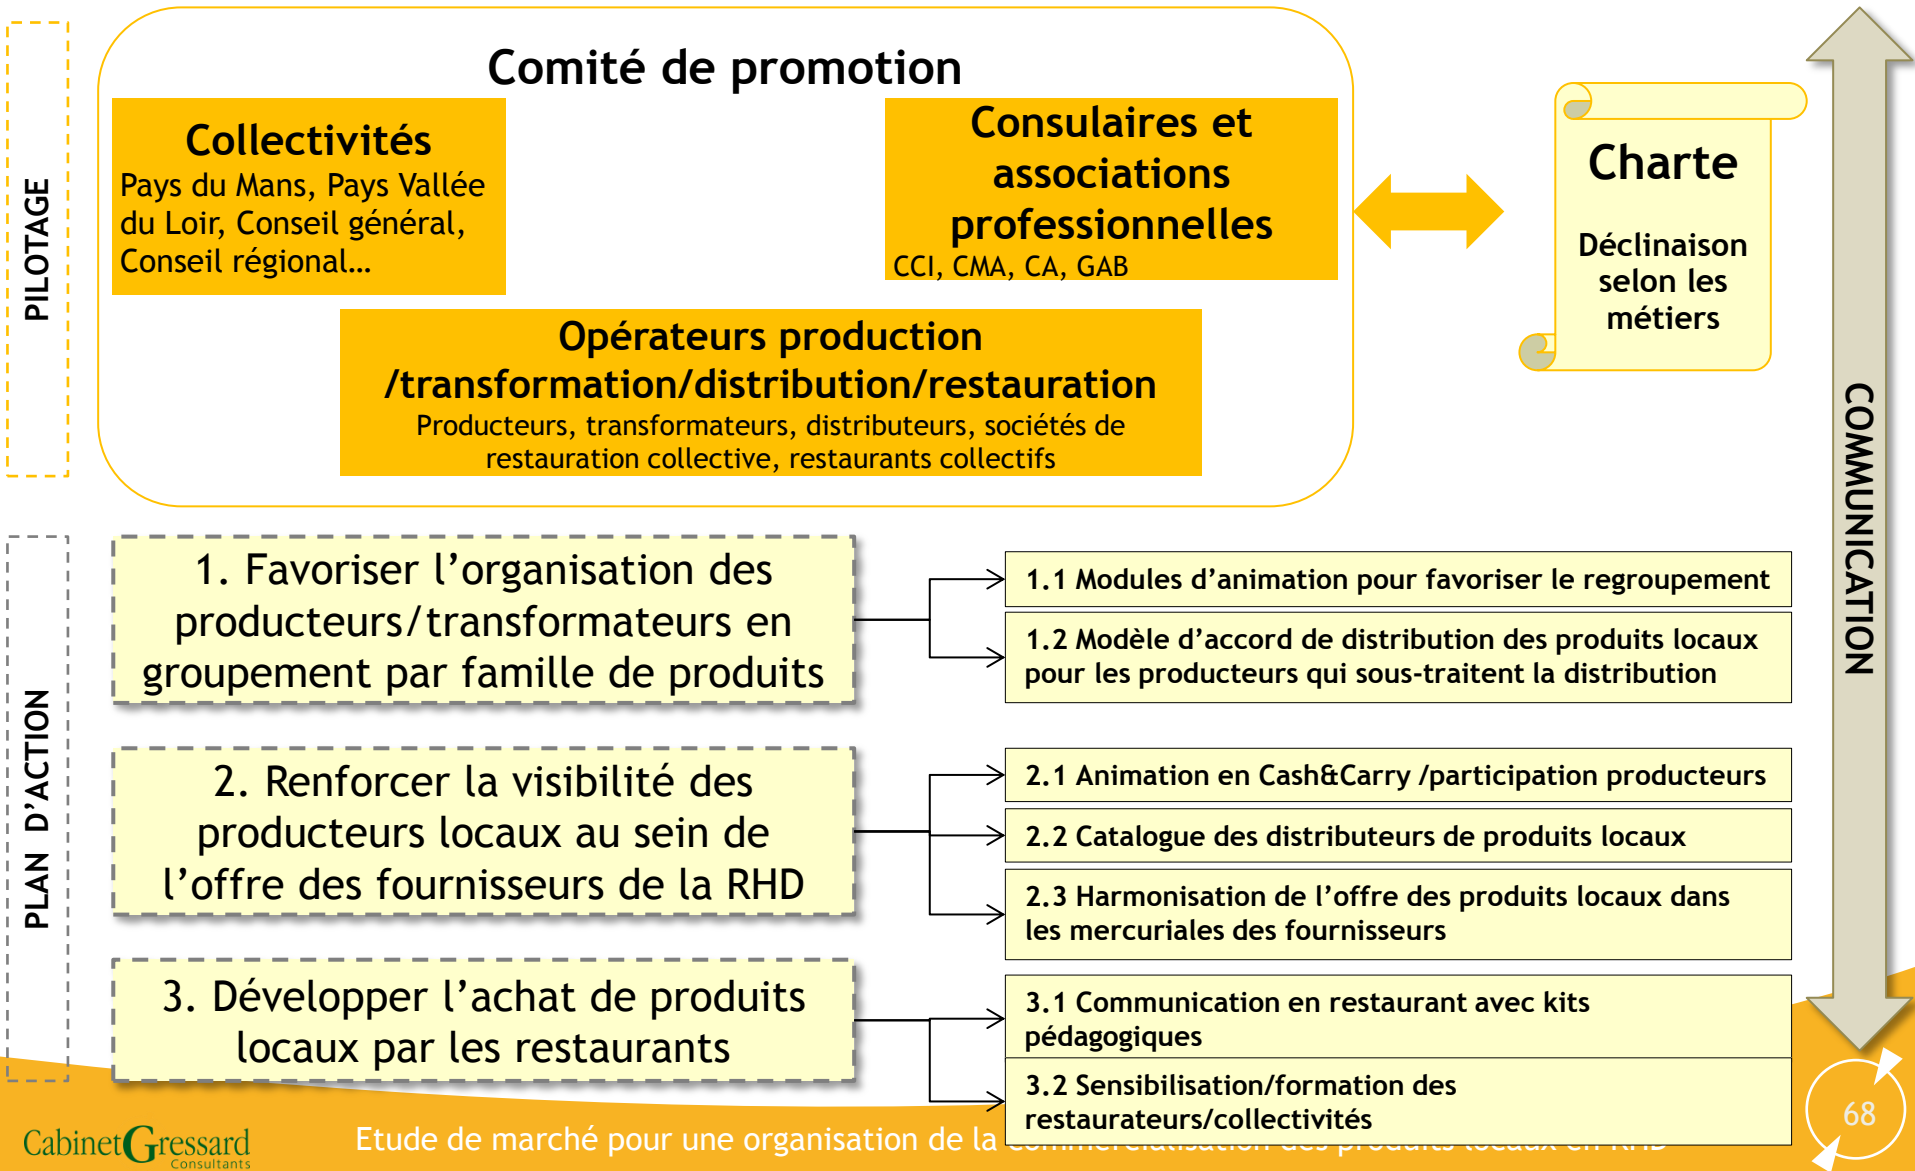 PILOTAGE
Comité de promotion
Collectivités
Pays du Mans, Pays Vallée
du Loir, Conseil général,
Conseil régional…
Consulaires et
associations
professionnelles
CCI, CMA, CA, GAB
Opérateurs production
/transformation/distribution/restauration
Producteurs, transformateurs, distributeurs, sociétés de
restauration collective, restaurants collectifs
Charte
Déclinaison
selon les
métiers
COMMUNICATION
PLAN D’ACTION
1. Favoriser l’organisation des
producteurs/transformateurs en
groupement par famille de produits
1.1 Modules d’animation pour favoriser le regroupement
1.2 Modèle d’accord de distribution des produits locaux
pour les producteurs qui sous-traitent la distribution
2. Renforcer la visibilité des
producteurs locaux au sein de
l’offre des fournisseurs de la RHD
2.1 Animation en Cash&Carry /participation producteurs
2.2 Catalogue des distributeurs de produits locaux
2.3 Harmonisation de l’offre des produits locaux dans
les mercuriales des fournisseurs
3. Développer l’achat de produits
locaux par les restaurants
3.1 Communication en restaurant avec kits
pédagogiques
3.2 Sensibilisation/formation des
restaurateurs/collectivités
CabinetGressard
Consultants
Etude de marché pour une organisation de la commercialisation des produits locaux en RHD
68